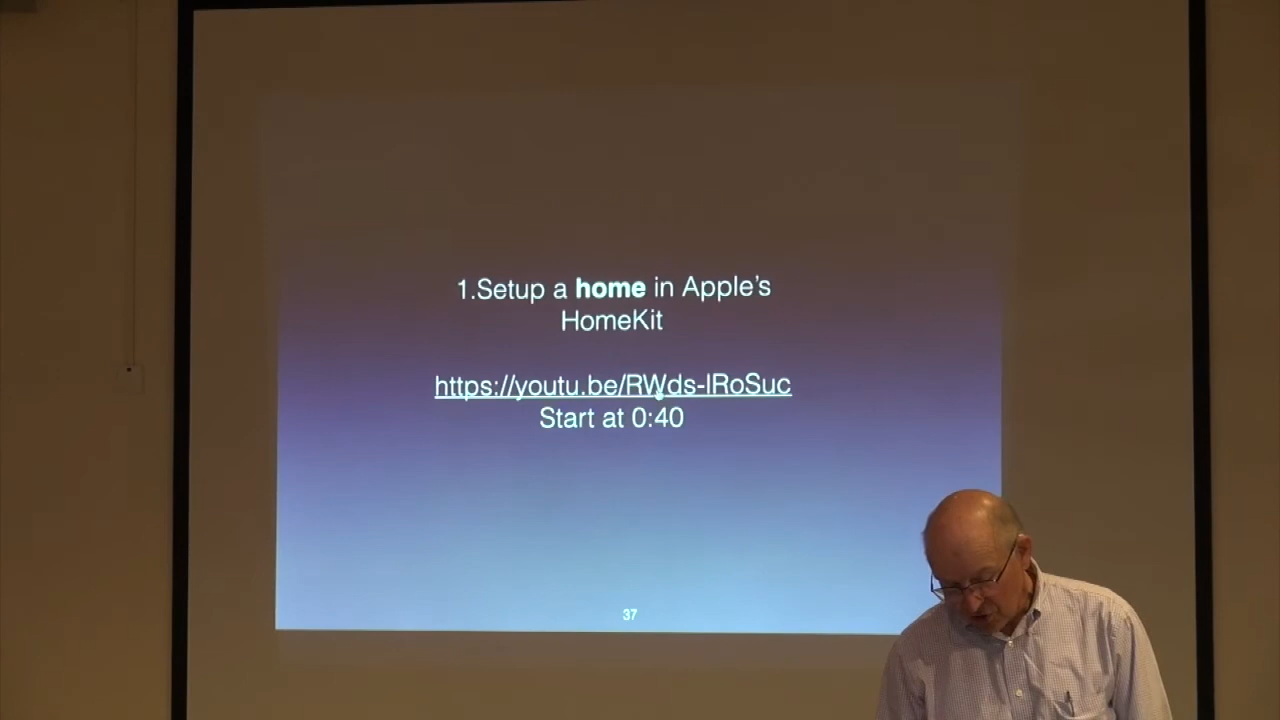 1.Setup a home in Apple's
HomeKit
https://youtu.be/RWds-lRoSuc
Start at 0:40
37